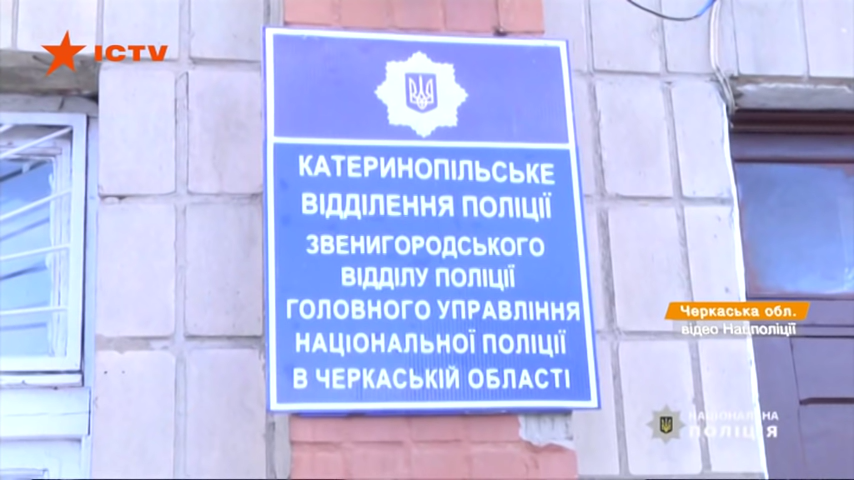 ICTV
КАТЕРИНОПІЛЬСЬКЕ
ВІДДІЛЕННЯ ПОЛІЦІЇ
ЗВЕНИГОРОДСЬКОГО
ВІДДІЛУ ПОЛІЦІЇ
ГОЛОВНОГО УПРАВЛІННЯ
НАЦІОНАЛЬНОЇ ПОЛІЦІЇ
В ЧЕРКАСЬКІЙ ОБЛАСТІ
Черкаська обл.
відео Нацполіції
НАЦІОНАЛЬНА
ПОЛІЦІЯ